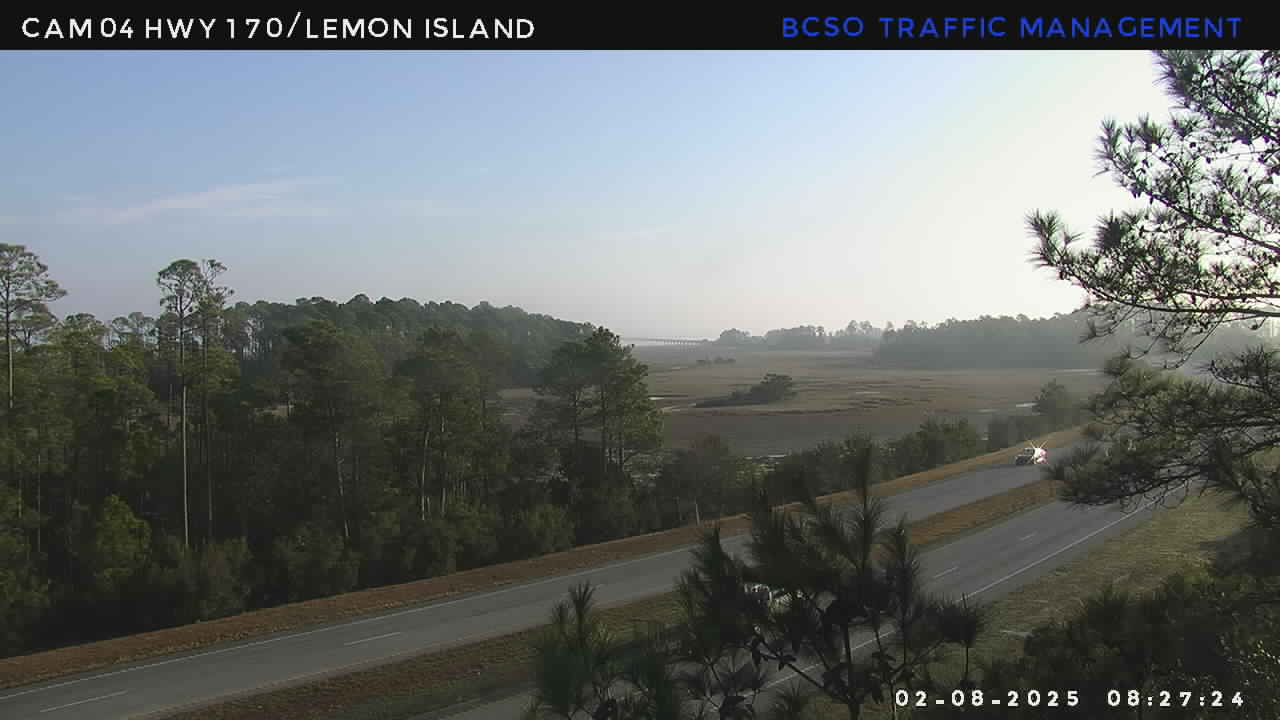 CAM04 HWY 170/LEMON ISLAND
BCSO TRAFFIC MANAGEMENT
02-08-2025 08:27:24